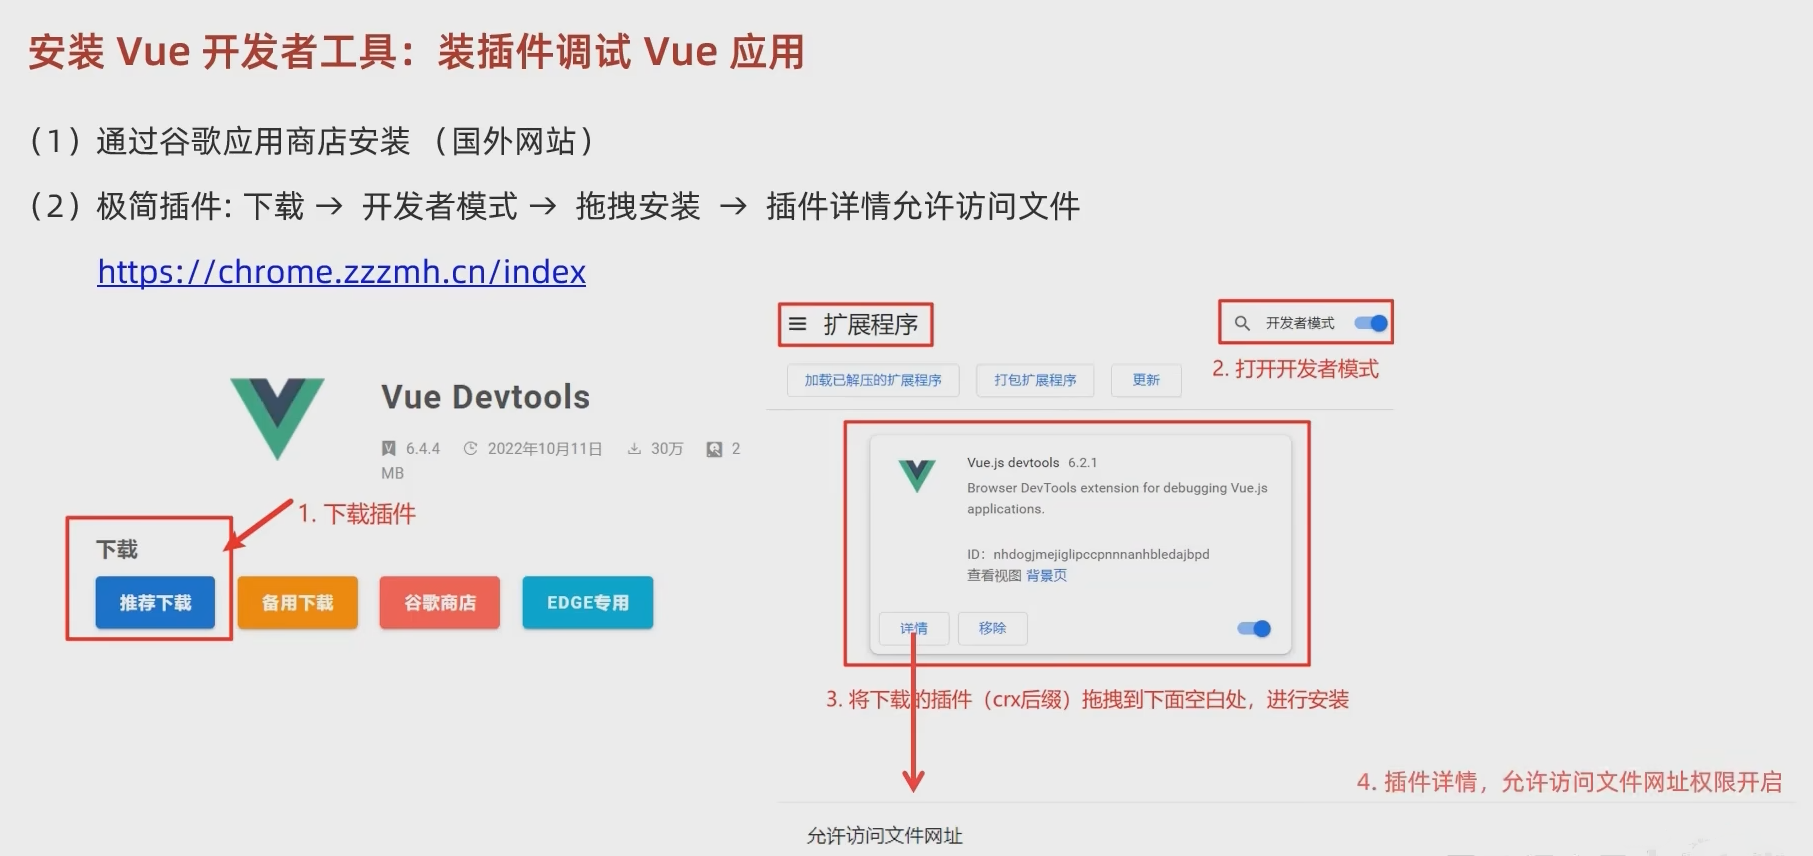 安装 Vue 开发者工具：装插件调试 Vue 应用
（1）通过谷歌应用商店安装 （国外网站）
（2）极简插件: 下载 → 开发者模式 → 拖拽安装 → 插件详情允许访问文件
https://chrome.zzzmh.cn/index
Vue Devtools
6.4.4 2022年10月11日 30万 2
MB
1. 下载插件
下载
推荐下载 备用下载 谷歌商店 EDGE专用
扩展程序 开发者模式
2. 打开开发者模式
加载已解压的扩展程序 打包扩展程序 更新
Vue.js devtools 6.2.1
Browser DevTools extension for debugging Vue.js
applications.
ID： nhdogjmejiglipccpnnnanhbledajbpd
查看视图 背景页
详情 移除
3. 将下载的插件（crx后缀）拖拽到下面空白处，进行安装
4. 插件详情，允许访问文件网址权限开启
允许访问文件网址